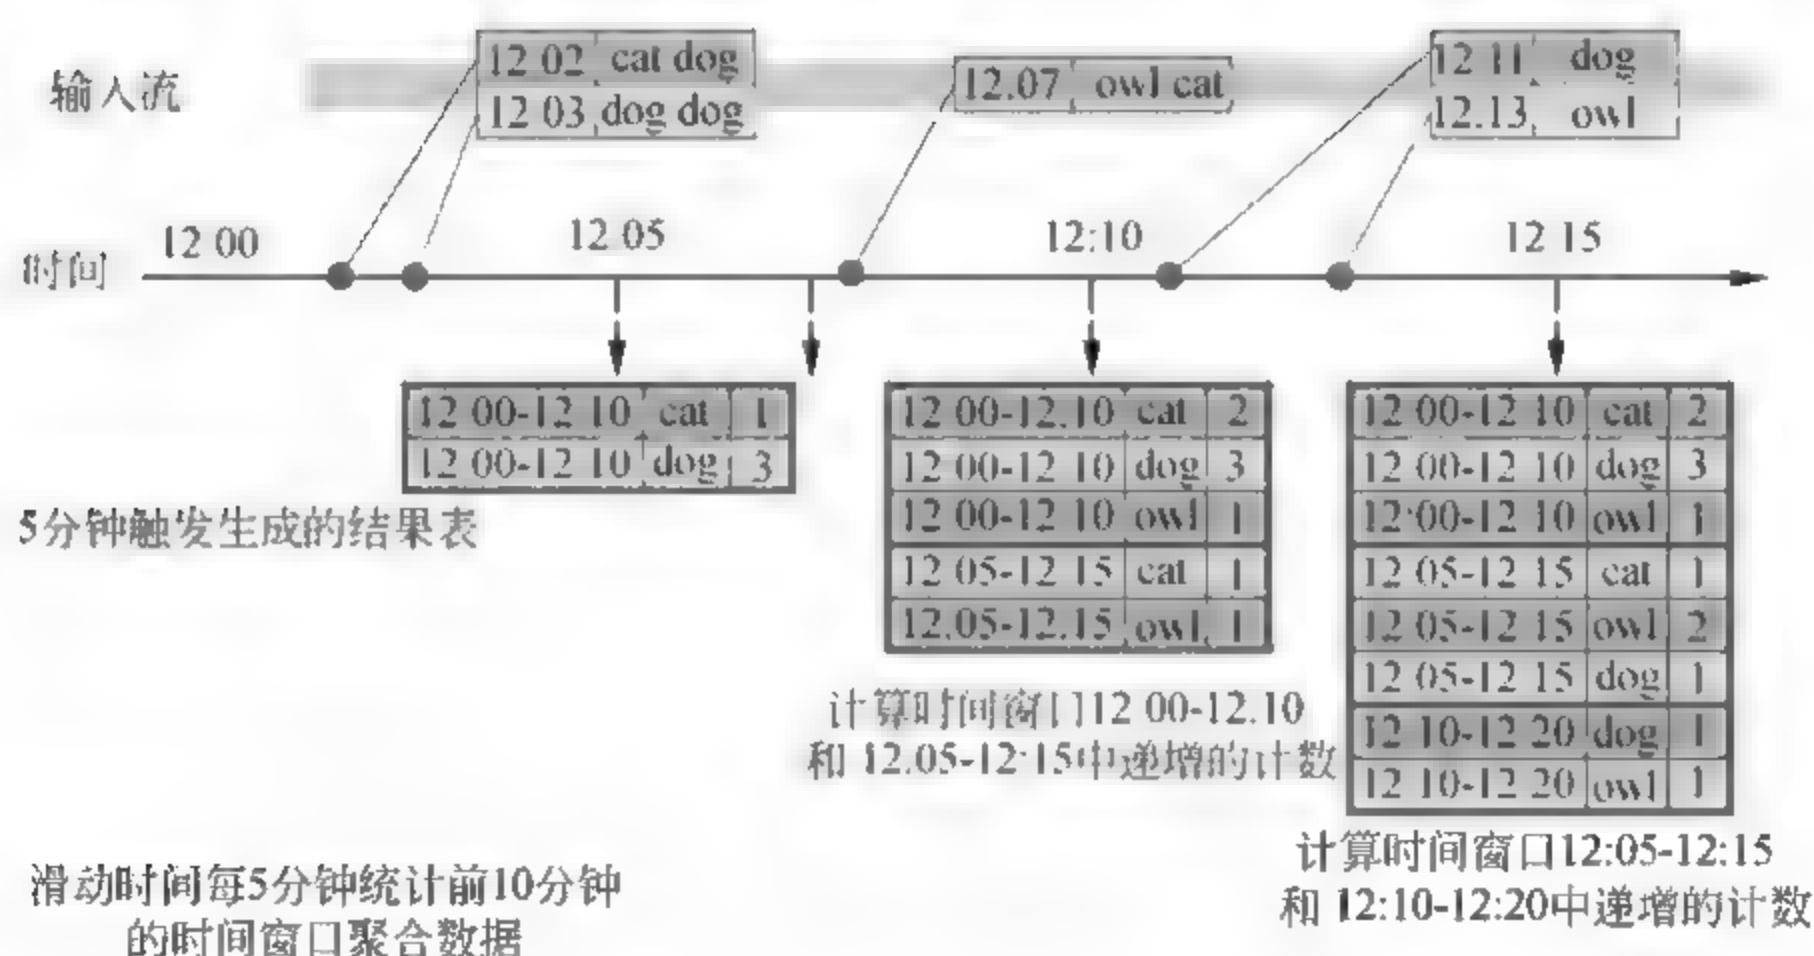 输入流
12 02 cat dog
12 03 dog dog
12.07 owl cat
12 11 dog
12.13 owl
时间
12 00
12.05
12:10
12 15
12 00-12 10 cat 1
12 00-12 10 dog 3
5分钟触发生成的结果表
12 00-12.10 cat 2
12 00-12 10 dog 3
12 00-12 10 owl 1
12 05-12 15 cat 1
12.05-12.15 owl 1
计算时间窗口12 00-12.10
和 12.05-12:15中递增的计数
12 00-12 10 cat 2
12 00-12 10 dog 3
12:00-12 10 owl 1
12 05-12 15 cat 1
12 05-12 15 owl 2
12 05-12 15 dog 1
12 10-12 20 dog 1
12 10-12 20 owl 1
计算时间窗口12:05-12:15
和 12:10-12:20中递增的计数
滑动时间每5分钟统计前10分钟
的时间窗口聚合数据